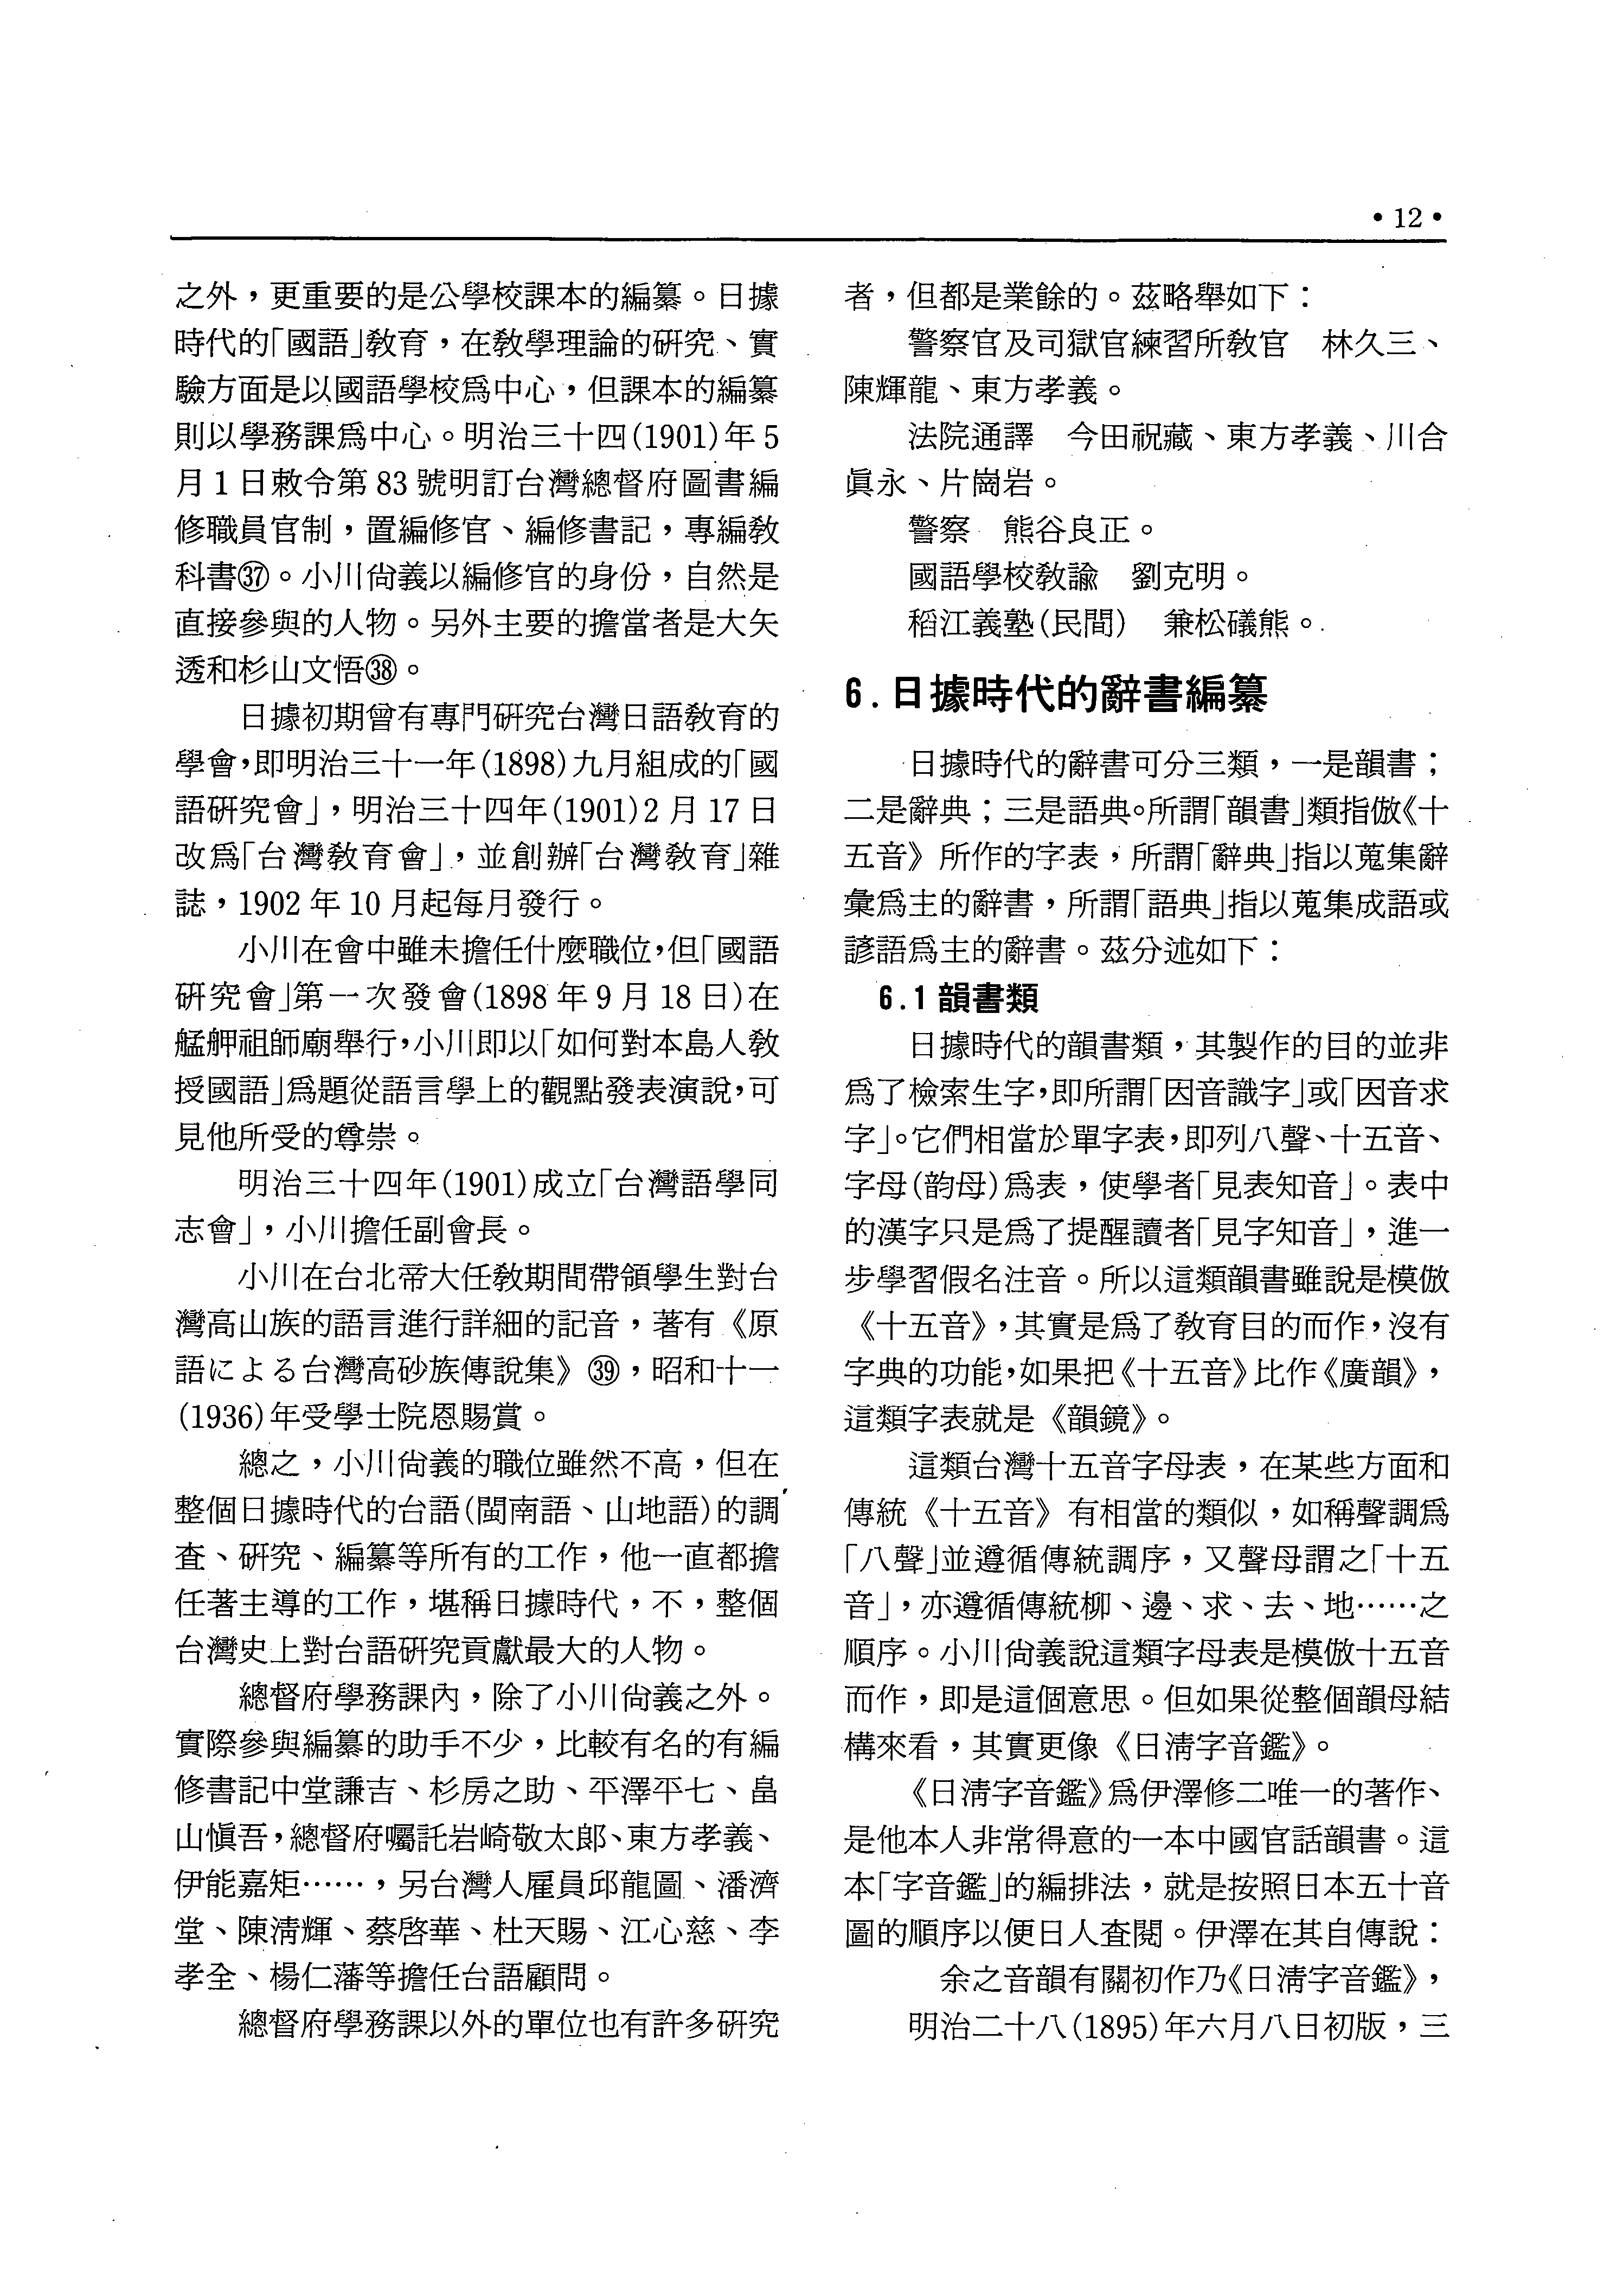 • 12 •
之外，更重要的是公學校課本的編纂。日據
時代的「國語」教育，在教學理論的研究、實
驗方面是以國語學校爲中心，但課本的編纂
則以學務課爲中心。明治三十四(1901)年5
月1日敕令第83號明訂台灣總督府圖書編
修職員官制，置編修官、編修書記，專編教
科書㊲。小川尙義以編修官的身份，自然是
直接參與的人物。另外主要的擔當者是大矢
透和杉山文悟㊳。
日據初期曾有專門研究台灣日語教育的
學會，即明治三十一年(1898)九月組成的「國
語研究會」，明治三十四年(1901)2月17日
改爲「台灣教育會」，並創辦「台灣教育」雜
誌，1902年10月起每月發行。
小川在會中雖未擔任什麼職位，但「國語
研究會」第一次發會(1898年9月18日)在
艋舺祖師廟舉行，小川即以「如何對本島人教
授國語」爲題從語言學上的觀點發表演說，可
見他所受的尊崇。
明治三十四年(1901)成立「台灣語學同
志會」，小川擔任副會長。
小川在台北帝大任教期間帶領學生對台
灣高山族的語言進行詳細的記音，著有《原
語による台灣高砂族傳說集》㊴，昭和十一
(1936)年受學士院恩賜賞。
總之，小川尙義的職位雖然不高，但在
整個日據時代的台語(閩南語、山地語)的調
查、研究、編纂等所有的工作，他一直都擔
任著主導的工作，堪稱日據時代，不，整個
台灣史上對台語研究貢獻最大的人物。
總督府學務課內，除了小川尙義之外。
實際參與編纂的助手不少，比較有名的有編
修書記中堂謙吉、杉房之助、平澤平七、畠
山愼吾，總督府囑託岩崎敬太郞、東方孝義、
伊能嘉矩……，另台灣人雇員邱龍圖、潘濟
堂、陳淸輝、蔡啓華、杜天賜、江心慈、李
孝全、楊仁藩等擔任台語顧問。
總督府學務課以外的單位也有許多研究
者，但都是業餘的。茲略舉如下：
警察官及司獄官練習所教官　林久三、
陳輝龍、東方孝義。
法院通譯　今田祝藏、東方孝義、川合
眞永、片崗岩。
警察　熊谷良正。
國語學校教諭　劉克明。
稻江義塾(民間)　兼松礒熊。
6.日據時代的辭書編纂
日據時代的辭書可分三類，一是韻書；
二是辭典；三是語典。所謂「韻書」類指倣《十
五音》所作的字表，所謂「辭典」指以蒐集辭
彙爲主的辭書，所謂「語典」指以蒐集成語或
諺語爲主的辭書。茲分述如下：
6.1 韻書類
日據時代的韻書類，其製作的目的並非
爲了檢索生字，即所謂「因音識字」或「因音求
字」。它們相當於單字表，即列八聲、十五音、
字母(韵母)爲表，使學者「見表知音」。表中
的漢字只是爲了提醒讀者「見字知音」，進一
步學習假名注音。所以這類韻書雖說是模倣
《十五音》，其實是爲了教育目的而作，沒有
字典的功能，如果把《十五音》比作《廣韻》，
這類字表就是《韻鏡》。
這類台灣十五音字母表，在某些方面和
傳統《十五音》有相當的類似，如稱聲調爲
「八聲」並遵循傳統調序，又聲母謂之「十五
音」，亦遵循傳統柳、邊、求、去、地……之
順序。小川尙義說這類字母表是模倣十五音
而作，即是這個意思。但如果從整個韻母結
構來看，其實更像《日淸字音鑑》。
《日淸字音鑑》爲伊澤修二唯一的著作、
是他本人非常得意的一本中國官話韻書。這
本「字音鑑」的編排法，就是按照日本五十音
圖的順序以便日人查閱。伊澤在其自傳說：
余之音韻有關初作乃《日淸字音鑑》，
明治二十八(1895)年六月八日初版，三